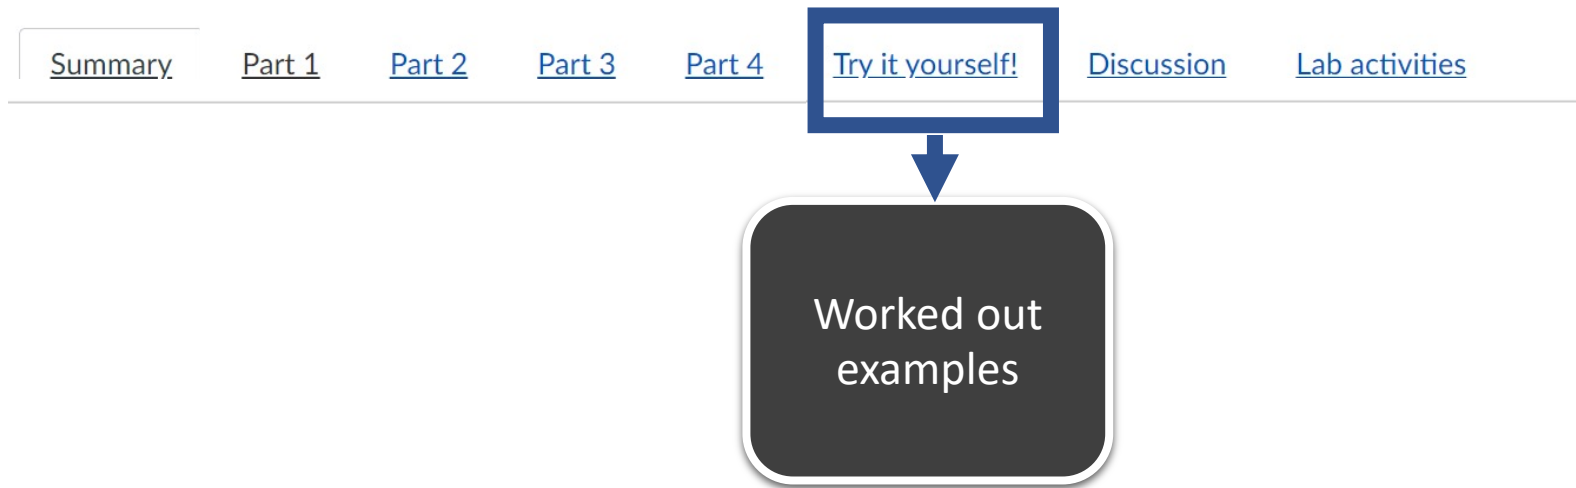 Summary Part 1 Part 2 Part 3 Part 4 Try it yourself! Discussion Lab activities
Worked out
examples